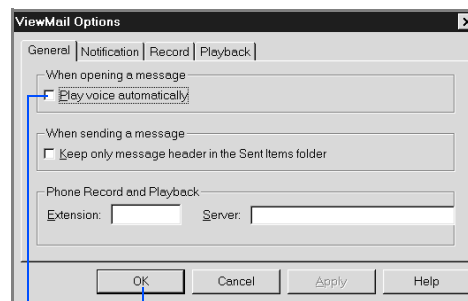 ViewMail Options
General Notification Record Playback
When opening a message
Play voice automatically
When sending a message
Keep only message header in the Sent Items folder
Phone Record and Playback
Extension: Server:
OK Cancel Apply Help